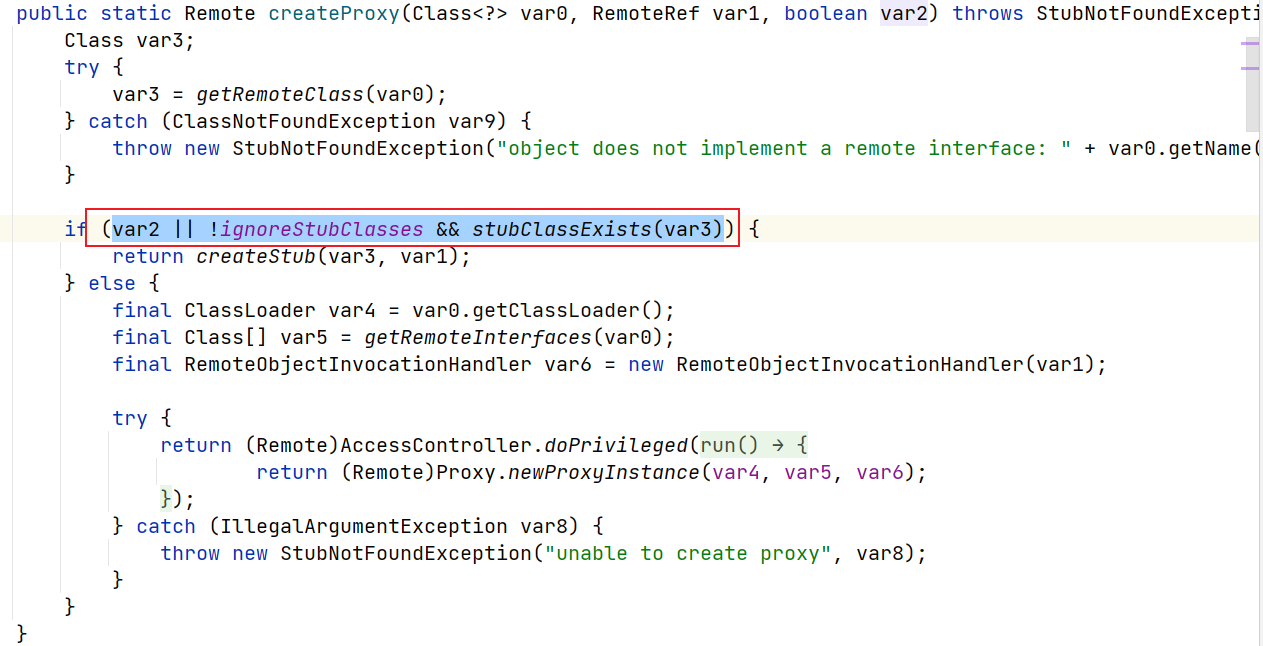 public static Remote createProxy(Class<?> var0, RemoteRef var1, boolean var2) throws StubNotFoundExcepti
Class var3;
try {
var3 = getRemoteClass(var0);
} catch (ClassNotFoundException var9) {
throw new StubNotFoundException("object does not implement a remote interface: " + var0.getName(
}
if (var2 || !ignoreStubClasses && stubClassExists(var3)) {
return createStub(var3, var1);
} else {
final ClassLoader var4 = var0.getClassLoader();
final Class[] var5 = getRemoteInterfaces(var0);
final RemoteObjectInvocationHandler var6 = new RemoteObjectInvocationHandler(var1);
try {
return (Remote)AccessController.doPrivileged(run() → {
return (Remote)Proxy.newProxyInstance(var4, var5, var6);
});
} catch (IllegalArgumentException var8) {
throw new StubNotFoundException("unable to create proxy", var8);
}
}
}